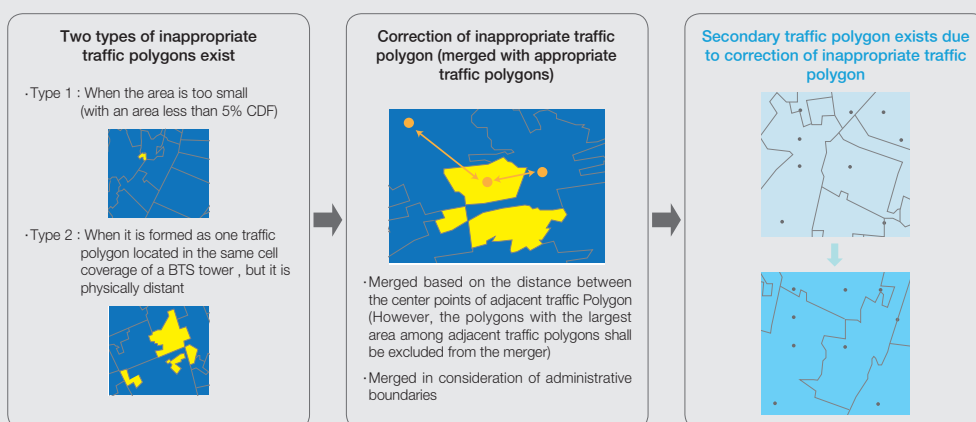 Two types of inappropriate
traffic polygons exist
·Type 1 : When the area is too small
(with an area less than 5% CDF)
·Type 2 : When it is formed as one traffic
polygon located in the same cell
coverage of a BTS tower , but it is
physically distant
Correction of inappropriate traffic
polygon (merged with appropriate
traffic polygons)
·Merged based on the distance between
the center points of adjacent traffic Polygon
(However, the polygons with the largest
area among adjacent traffic polygons shall
be excluded from the merger)
·Merged in consideration of administrative
boundaries
Secondary traffic polygon exists due
to correction of inappropriate traffic
polygon